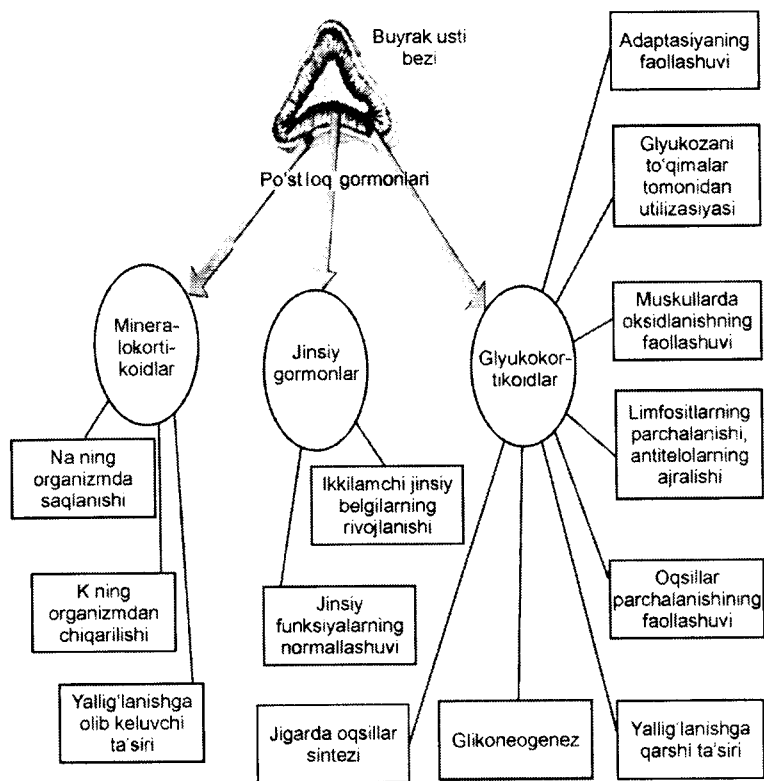 Buyrak usti
bezi
Po'stloq gormonlari
Minera-
lokorti-
koidlar
Jinsiy
gormonlar
Glyukokor-
tikoidlar
Na ning
organizmda
saqlanishi
K ning
organizmdan
chiqarilishi
Yallig'lanishga
olib keluvchi
ta'siri
Ikkilamchi jinsiy
belgilarning
rivojlanishi
Jinsiy
funksiyalarning
normallashuvi
Adaptasiyaning
faollashuvi
Glyukozani
to'qimalar
tomonidan
utilizasiyasi
Muskullarda
oksidlanishning
faollashuvi
Limfositlarning
parchalanishi,
antitelolarning
ajralishi
Oqsillar
parchalanishining
faollashuvi
Jigarda oqsillar
sintezi
Glikoneogenez
Yallig'lanishga
qarshi ta'siri